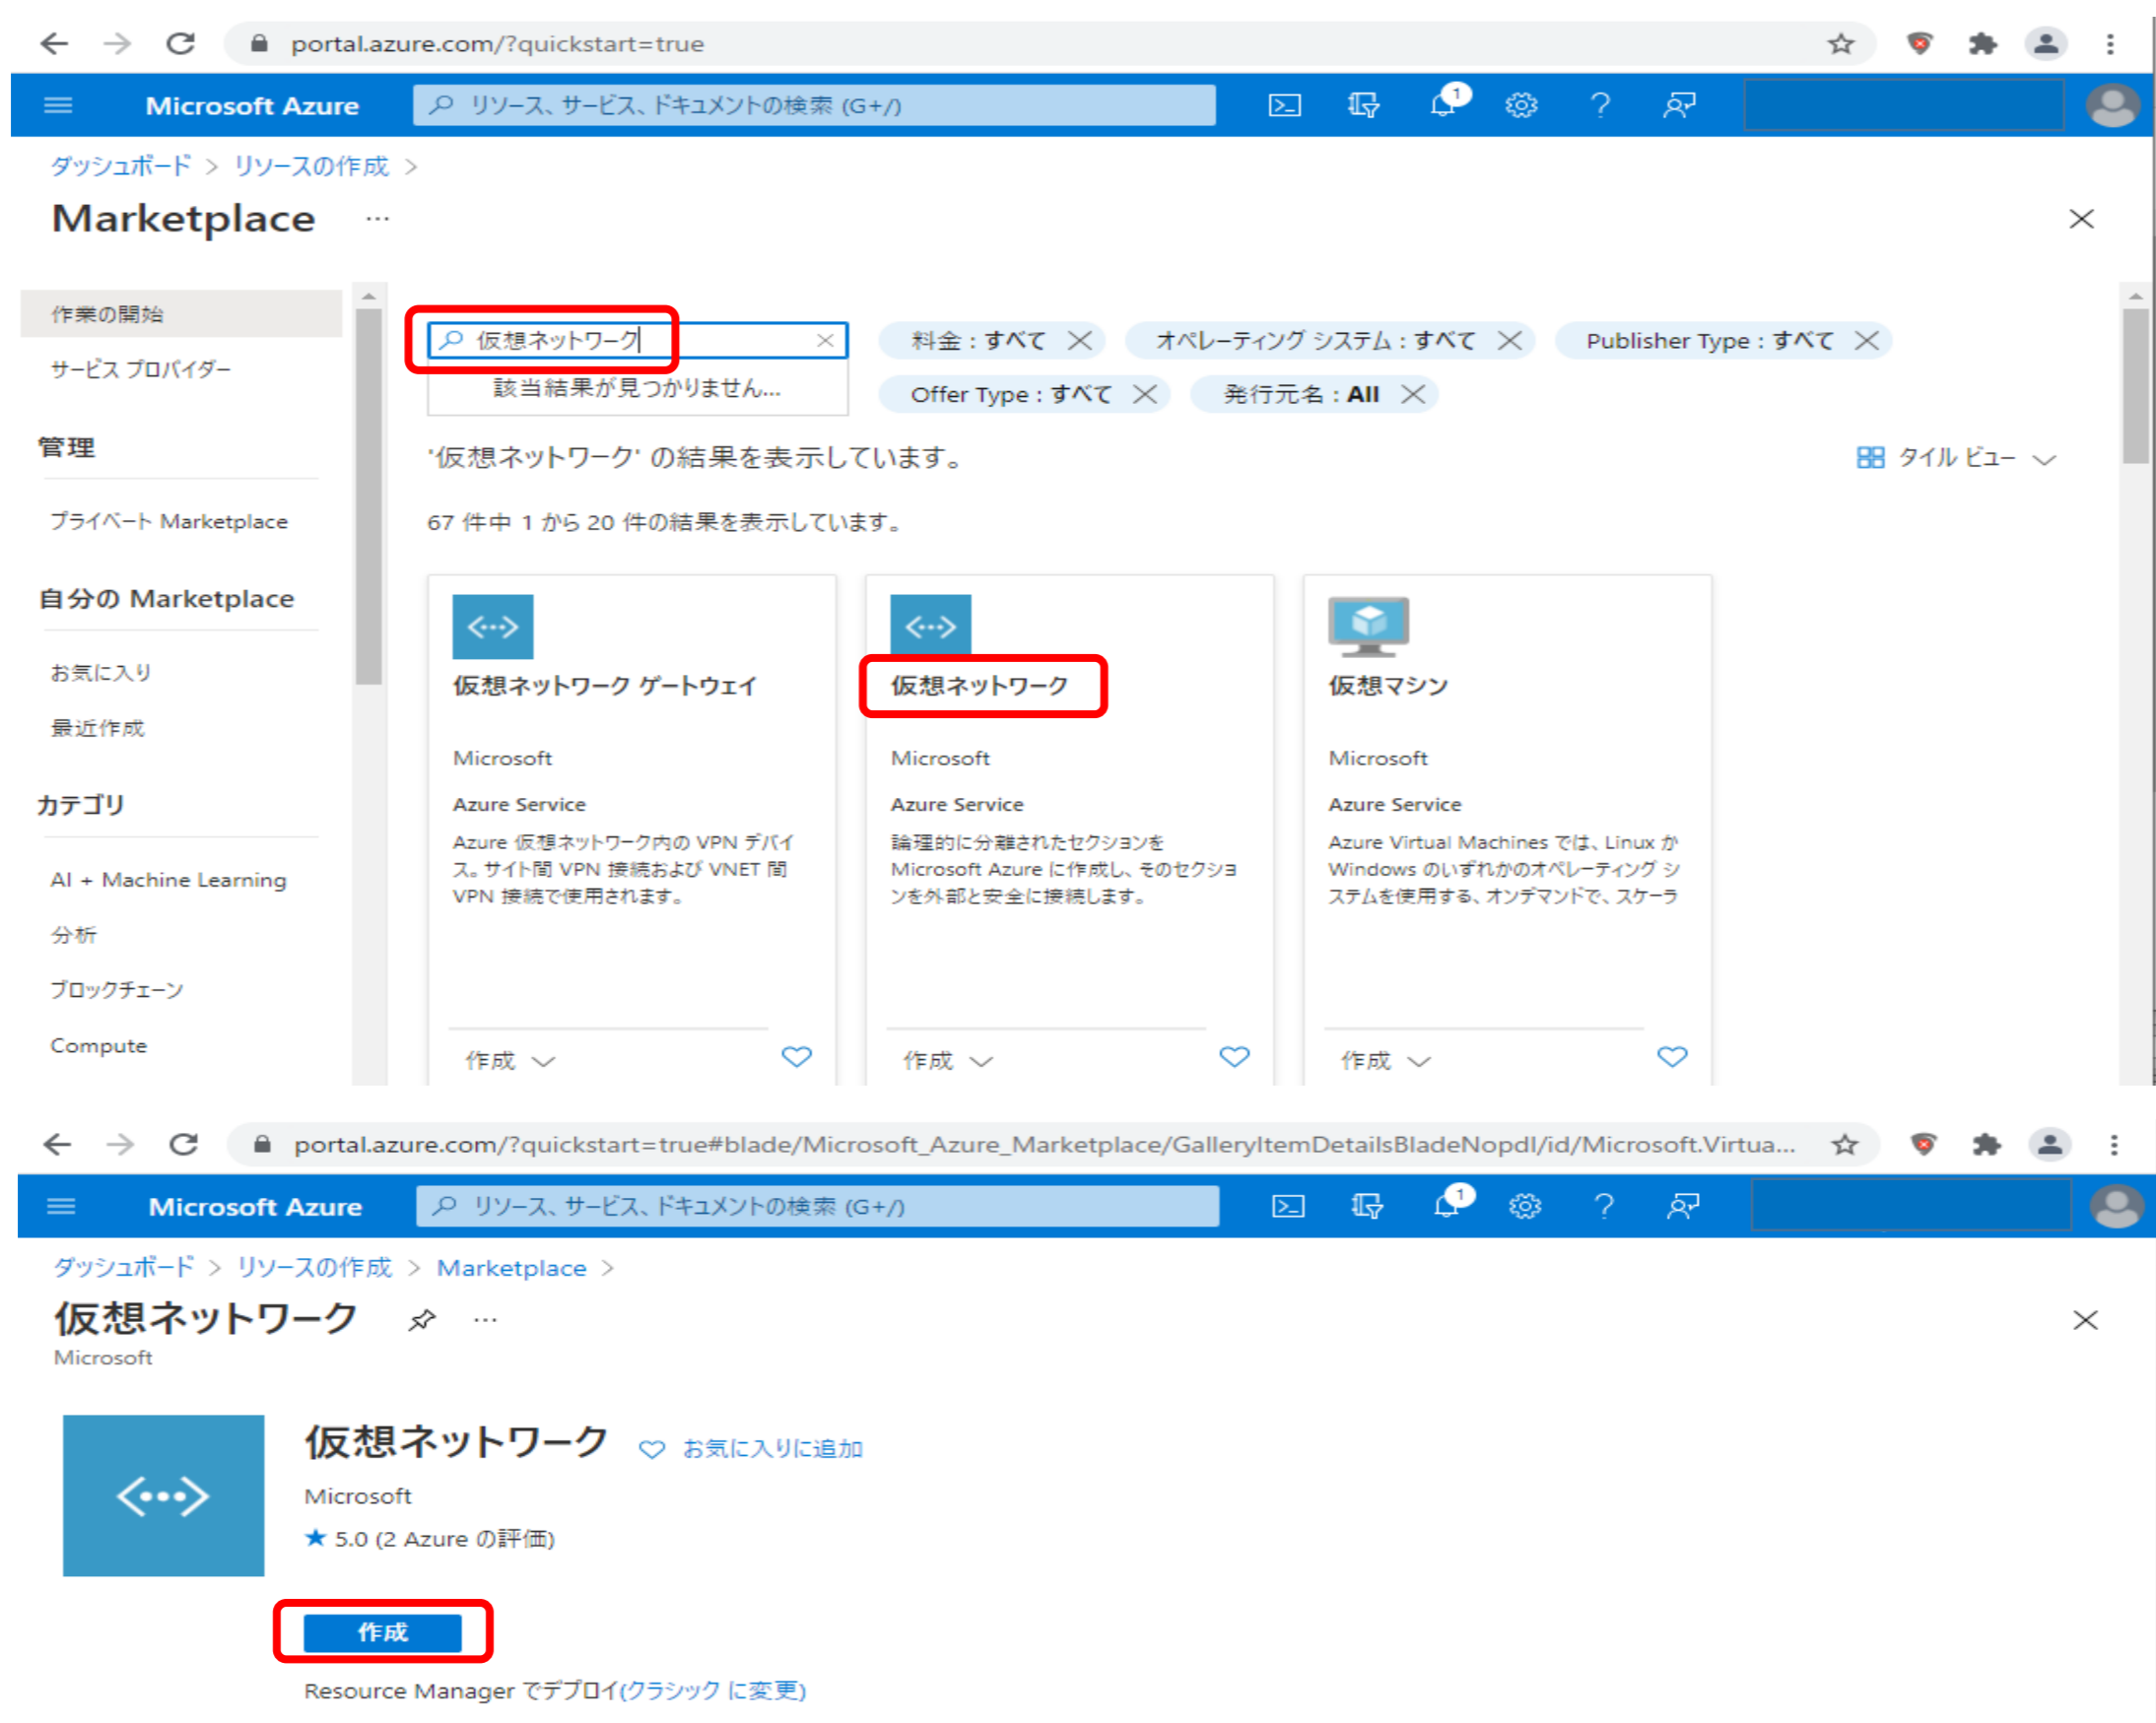 portal.azure.com/?quickstart=true
Microsoft Azure
リソース、サービス、ドキュメントの検索 (G+/)
1
ダッシュボード > リソースの作成 >
Marketplace ...
作業の開始
サービス プロバイダー
管理
プライベート Marketplace
自分の Marketplace
お気に入り
最近作成
カテゴリ
AI + Machine Learning
分析
ブロックチェーン
Compute
仮想ネットワーク
該当結果が見つかりません...
料金 : すべて
オペレーティング システム : すべて
Publisher Type : すべて
Offer Type : すべて
発行元名 : All
'仮想ネットワーク' の結果を表示しています。
タイル ビュー
67 件中 1 から 20 件の結果を表示しています。
仮想ネットワーク ゲートウェイ
Microsoft
Azure Service
Azure 仮想ネットワーク内の VPN デバイ
ス。サイト間 VPN 接続および VNET 間
VPN 接続で使用されます。
作成
仮想ネットワーク
Microsoft
Azure Service
論理的に分離されたセクションを
Microsoft Azure に作成し、そのセクショ
ンを外部と安全に接続します。
作成
仮想マシン
Microsoft
Azure Service
Azure Virtual Machines では、Linux か
Windows のいずれかのオペレーティング シ
ステムを使用する、オンデマンドで、スケーラ
作成
portal.azure.com/?quickstart=true#blade/Microsoft_Azure_Marketplace/GalleryItemDetailsBladeNopdl/id/Microsoft.Virtua...
Microsoft Azure
リソース、サービス、ドキュメントの検索 (G+/)
1
ダッシュボード > リソースの作成 > Marketplace >
仮想ネットワーク ...
Microsoft
仮想ネットワーク お気に入りに追加
Microsoft
★ 5.0 (2 Azure の評価)
作成
Resource Manager でデプロイ(クラシック に変更)